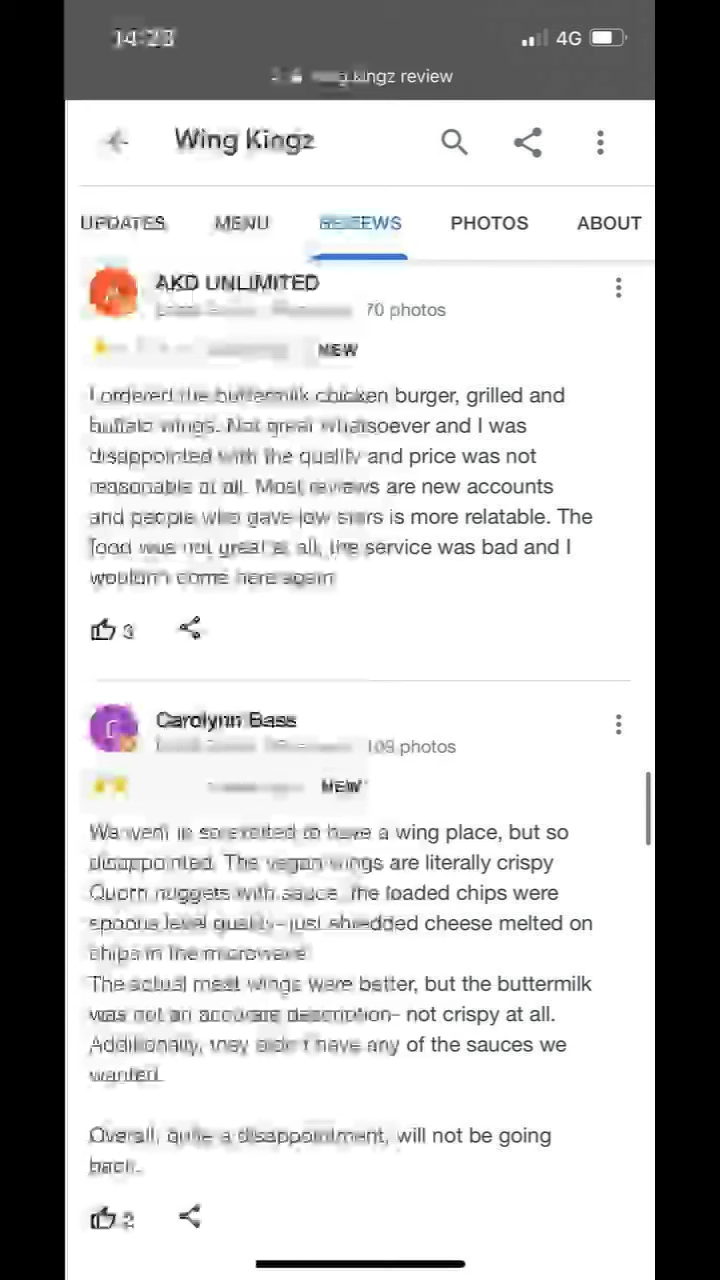 14:23
4G
kingz review
Wing Kingz
UPDATES MENU REVIEWS PHOTOS ABOUT
AKD UNLIMITED
70 photos
NEW
I ordered the buttermilk chicken burger, grilled and
buffalo wings. Not great whatsoever and I was
disappointed with the quality and price was not
reasonable at all. Most reviews are new accounts
and people who gave low stars is more relatable. The
food was not great at all, the service was bad and I
wouldn't come here again
3
Carolynn Bass
109 photos
NEW
We went in so excited to have a wing place, but so
disappointed. The vegan wings are literally crispy
Quorn nuggets with sauce, the loaded chips were
spoons level quality- just shredded cheese melted on
chips in the microwave
The actual meat wings were better, but the buttermilk
was not an accurate description- not crispy at all.
Additionally, they didn't have any of the sauces we
wanted.
Overall, quite a disappointment, will not be going
back.
2